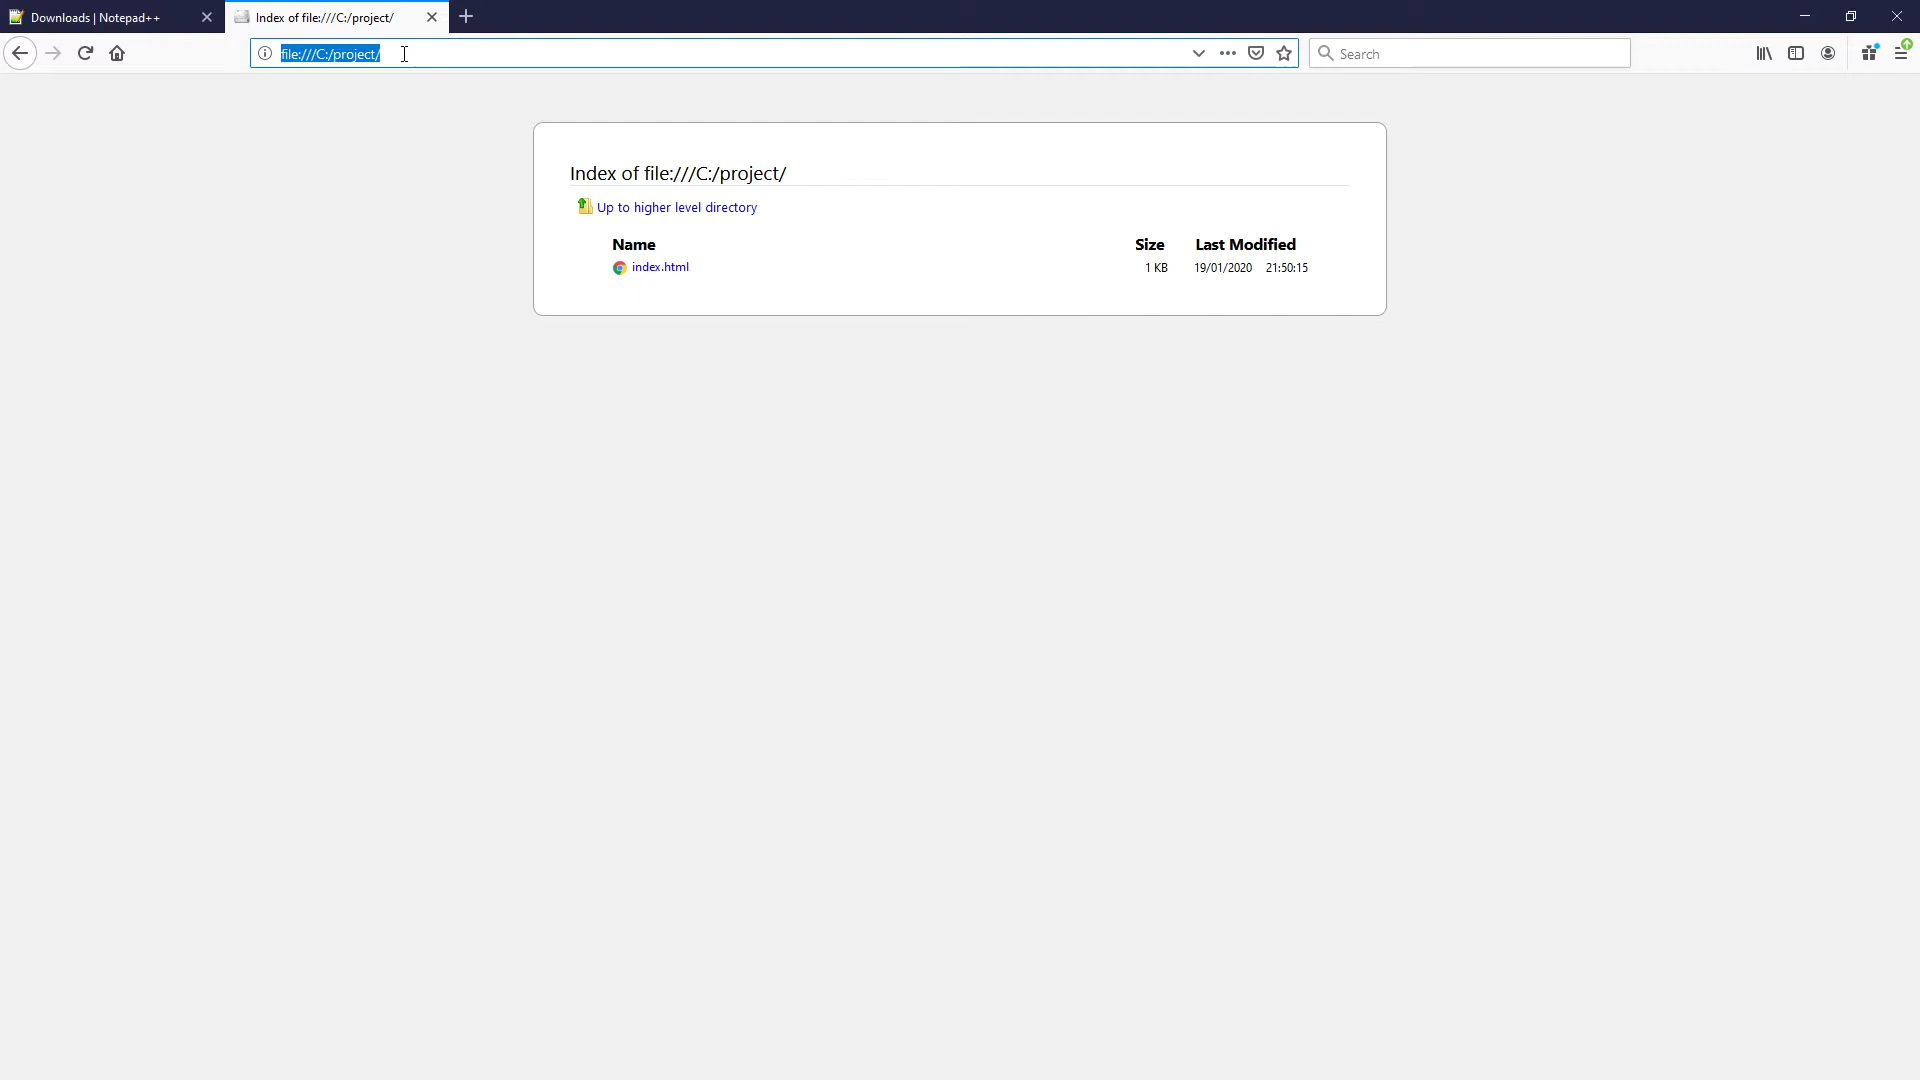 Downloads | Notepad++
Index of file:///C:/project/
file:///C:/project/
Search
Index of file:///C:/project/
Up to higher level directory
Name Size Last Modified
index.html 1 KB 19/01/2020 21:50:15